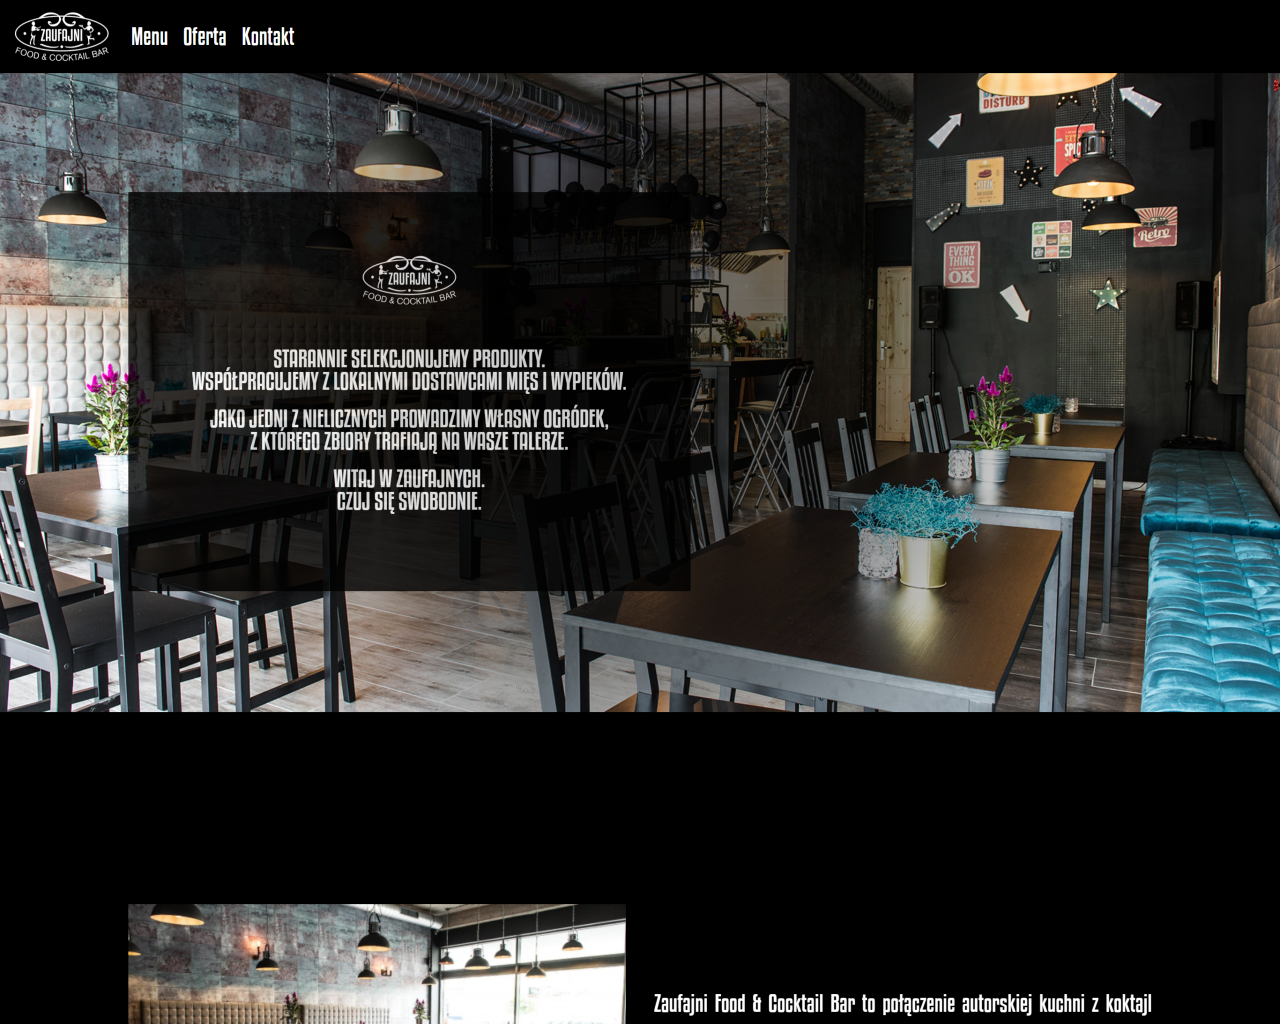 ZAUFAJNI
FOOD & COCKTAIL BAR
Menu Oferta Kontakt
DISTURB
EVERY
THING
OK
Retro
ZAUFAJNI
FOOD & COCKTAIL BAR
STARANNIE SELEKCJONUJEMY PRODUKTY.
WSPÓŁPRACUJEMY Z LOKALNYMI DOSTAWCAMI MIĘS I WYPIEKÓW.
JAKO JEDNI Z NIELICZNYCH PROWADZIMY WŁASNY OGRÓDEK,
Z KTÓREGO ZBIORY TRAFIAJĄ NA WASZE TALERZE.
WITAJ W ZAUFAJNYCH.
CZUJ SIĘ SWOBODNIE.
Zaufajni Food & Cocktail Bar to połączenie autorskiej kuchni z koktajl